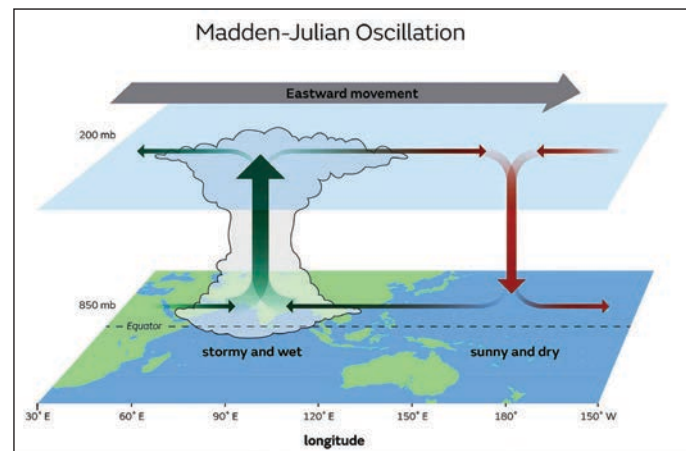 Madden-Julian Oscillation
Eastward movement
200 mb
850 mb
Equator
stormy and wet
sunny and dry
30° E
60° E
90° E
120° E
150° E
180°
150° W
longitude